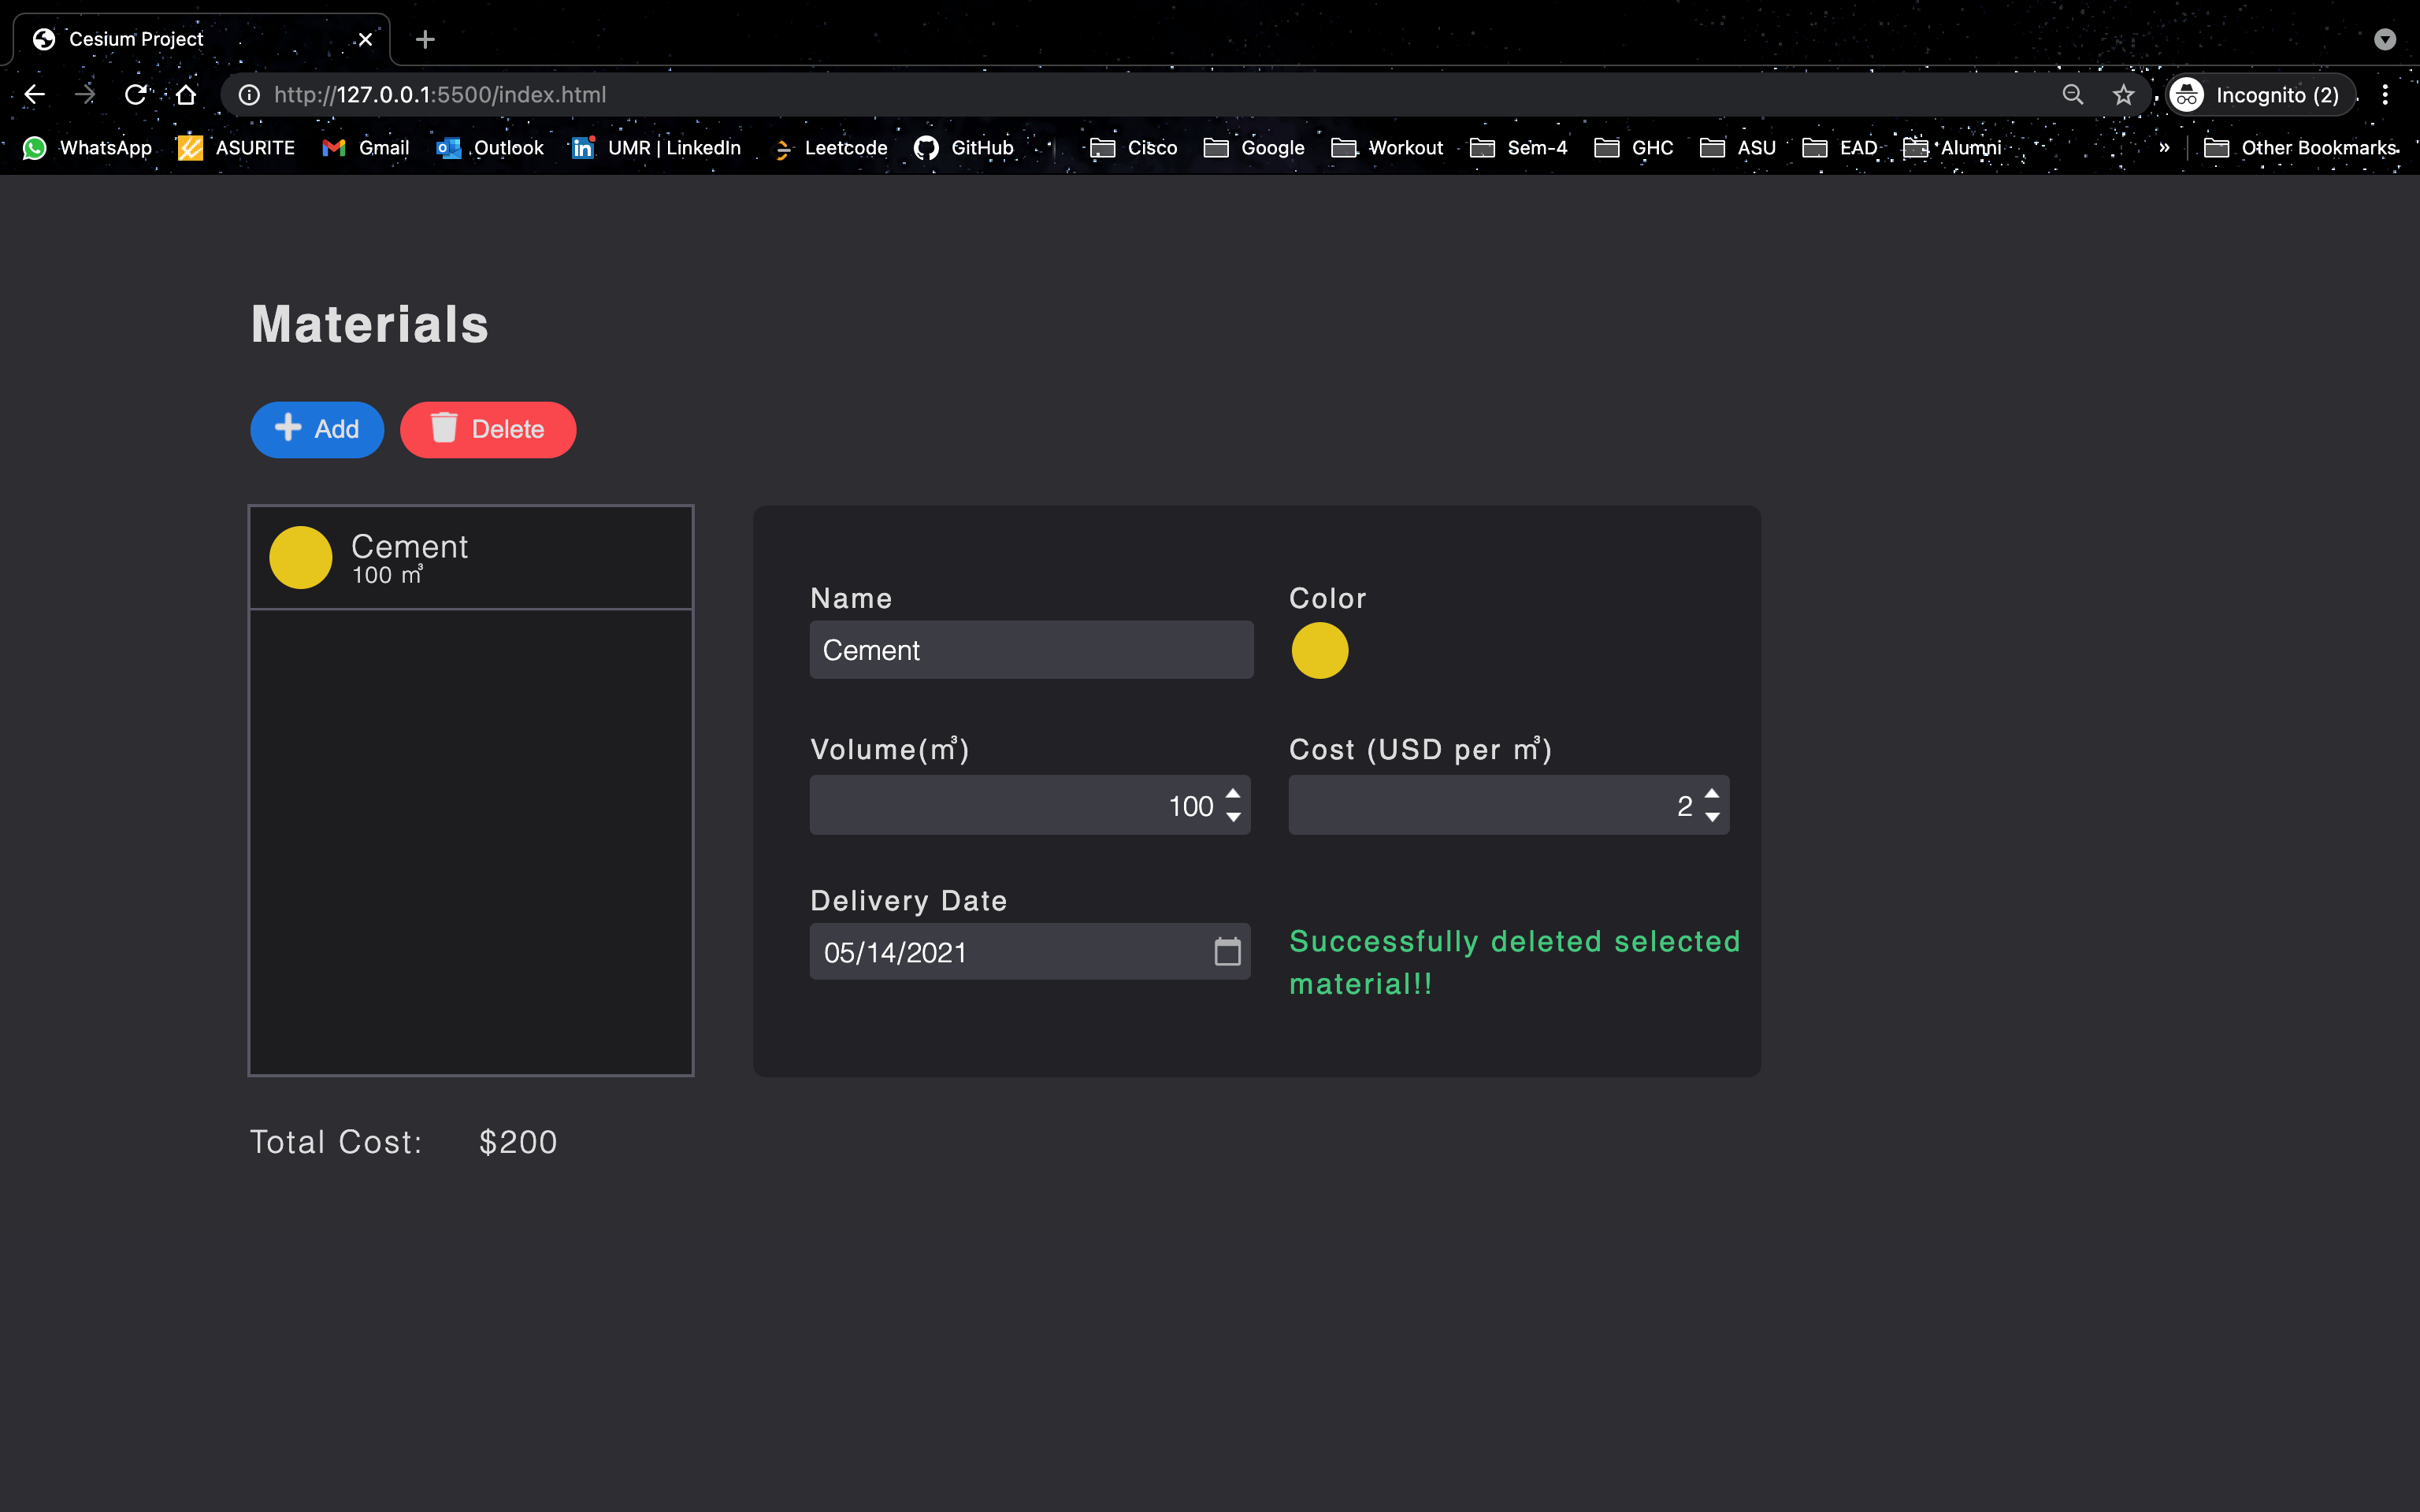 Cesium Project
http://127.0.0.1:5500/index.html
Incognito (2)
WhatsApp ASURITE Gmail Outlook UMR | LinkedIn Leetcode GitHub Cisco Google Workout Sem-4 GHC ASU EAD Alumni » Other Bookmarks
Materials
Add Delete
Cement
100 ㎥
Name Color
Cement
Volume(㎥) Cost (USD per ㎥)
100 2
Delivery Date
05/14/2021
Successfully deleted selected
material!!
Total Cost: $200